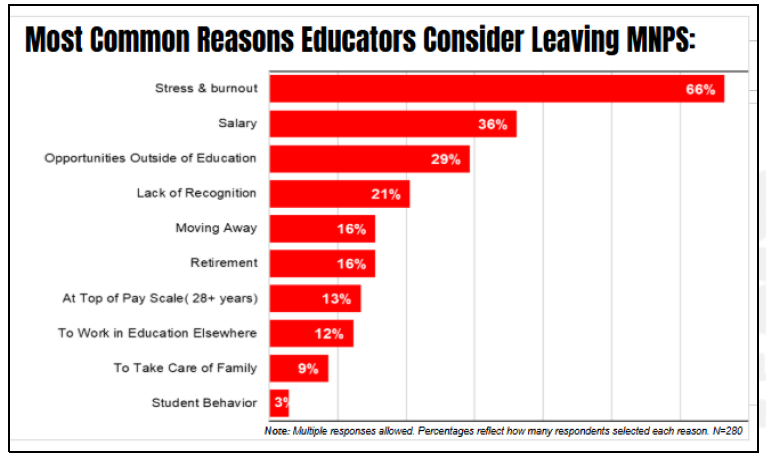 Most Common Reasons Educators Consider Leaving MNPS:
Stress & burnout 66%
Salary 36%
Opportunities Outside of Education 29%
Lack of Recognition 21%
Moving Away 16%
Retirement 16%
At Top of Pay Scale( 28+ years) 13%
To Work in Education Elsewhere 12%
To Take Care of Family 9%
Student Behavior 3%
Note: Multiple responses allowed. Percentages reflect how many respondents selected each reason. N=280